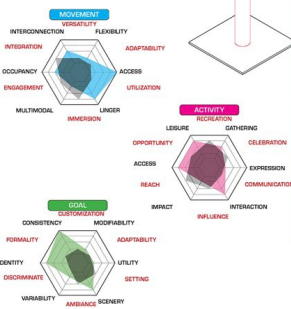 MOVEMENT
VERSATILITY
INTERCONNECTION
FLEXIBILITY
INTEGRATION
ADAPTABILITY
OCCUPANCY
ACCESS
ENGAGEMENT
UTILIZATION
MULTIMODAL
LINGER
IMMERSION
ACTIVITY
RECREATION
LEISURE
GATHERING
OPPORTUNITY
CELEBRATION
ACCESS
EXPRESSION
REACH
COMMUNICATION
IMPACT
INTERACTION
INFLUENCE
GOAL
CUSTOMIZATION
CONSISTENCY
MODIFIABILITY
FORMALITY
ADAPTABILITY
DENTITY
UTILITY
DISCRIMINATE
SETTING
VARIABILITY
SCENERY
AMBIANCE